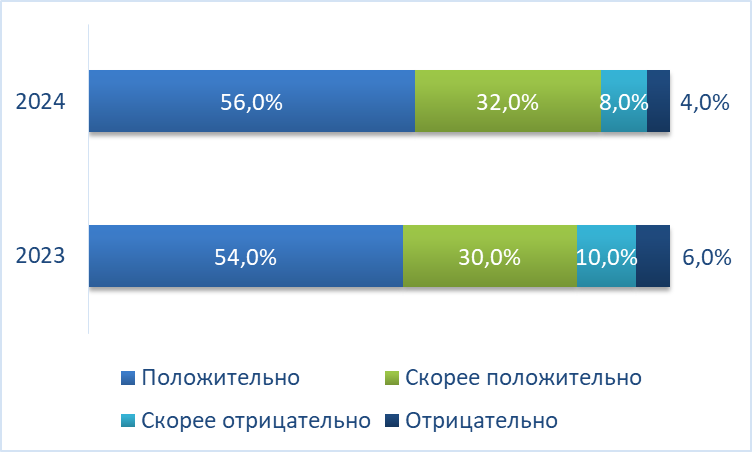 2024 56,0% 32,0% 8,0% 4,0%
2023 54,0% 30,0% 10,0% 6,0%
Положительно Скорее положительно
Скорее отрицательно Отрицательно